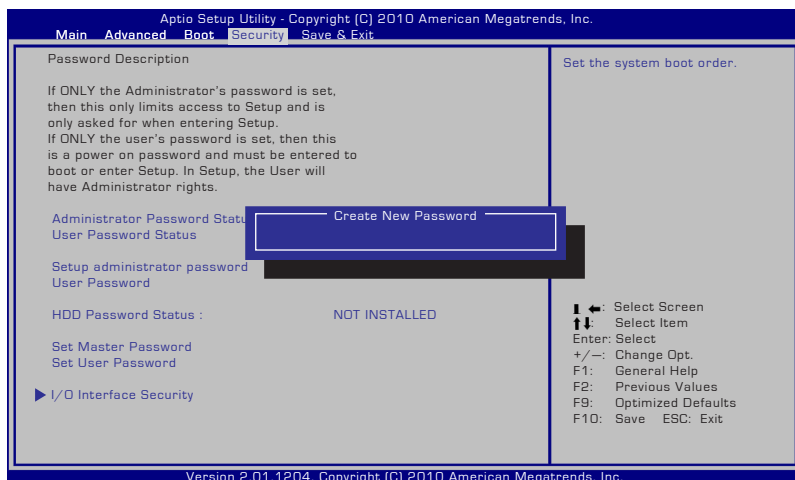 Aptio Setup Utility - Copyright (C) 2010 American Megatrends, Inc.
Main Advanced Boot Security Save & Exit
Password Description
If ONLY the Administrator's password is set,
then this only limits access to Setup and is
only asked for when entering Setup.
If ONLY the user's password is set, then this
is a power on password and must be entered to
boot or enter Setup. In Setup, the User will
have Administrator rights.
Administrator Password Statu
User Password Status
Create New Password
Setup administrator password
User Password
HDD Password Status : NOT INSTALLED
Set Master Password
Set User Password
I/O Interface Security
Set the system boot order.
: Select Screen
: Select Item
Enter: Select
+/—: Change Opt.
F1: General Help
F2: Previous Values
F9: Optimized Defaults
F10: Save ESC: Exit
Version 2.01.1204. Copyright (C) 2010 American Megatrends, Inc.